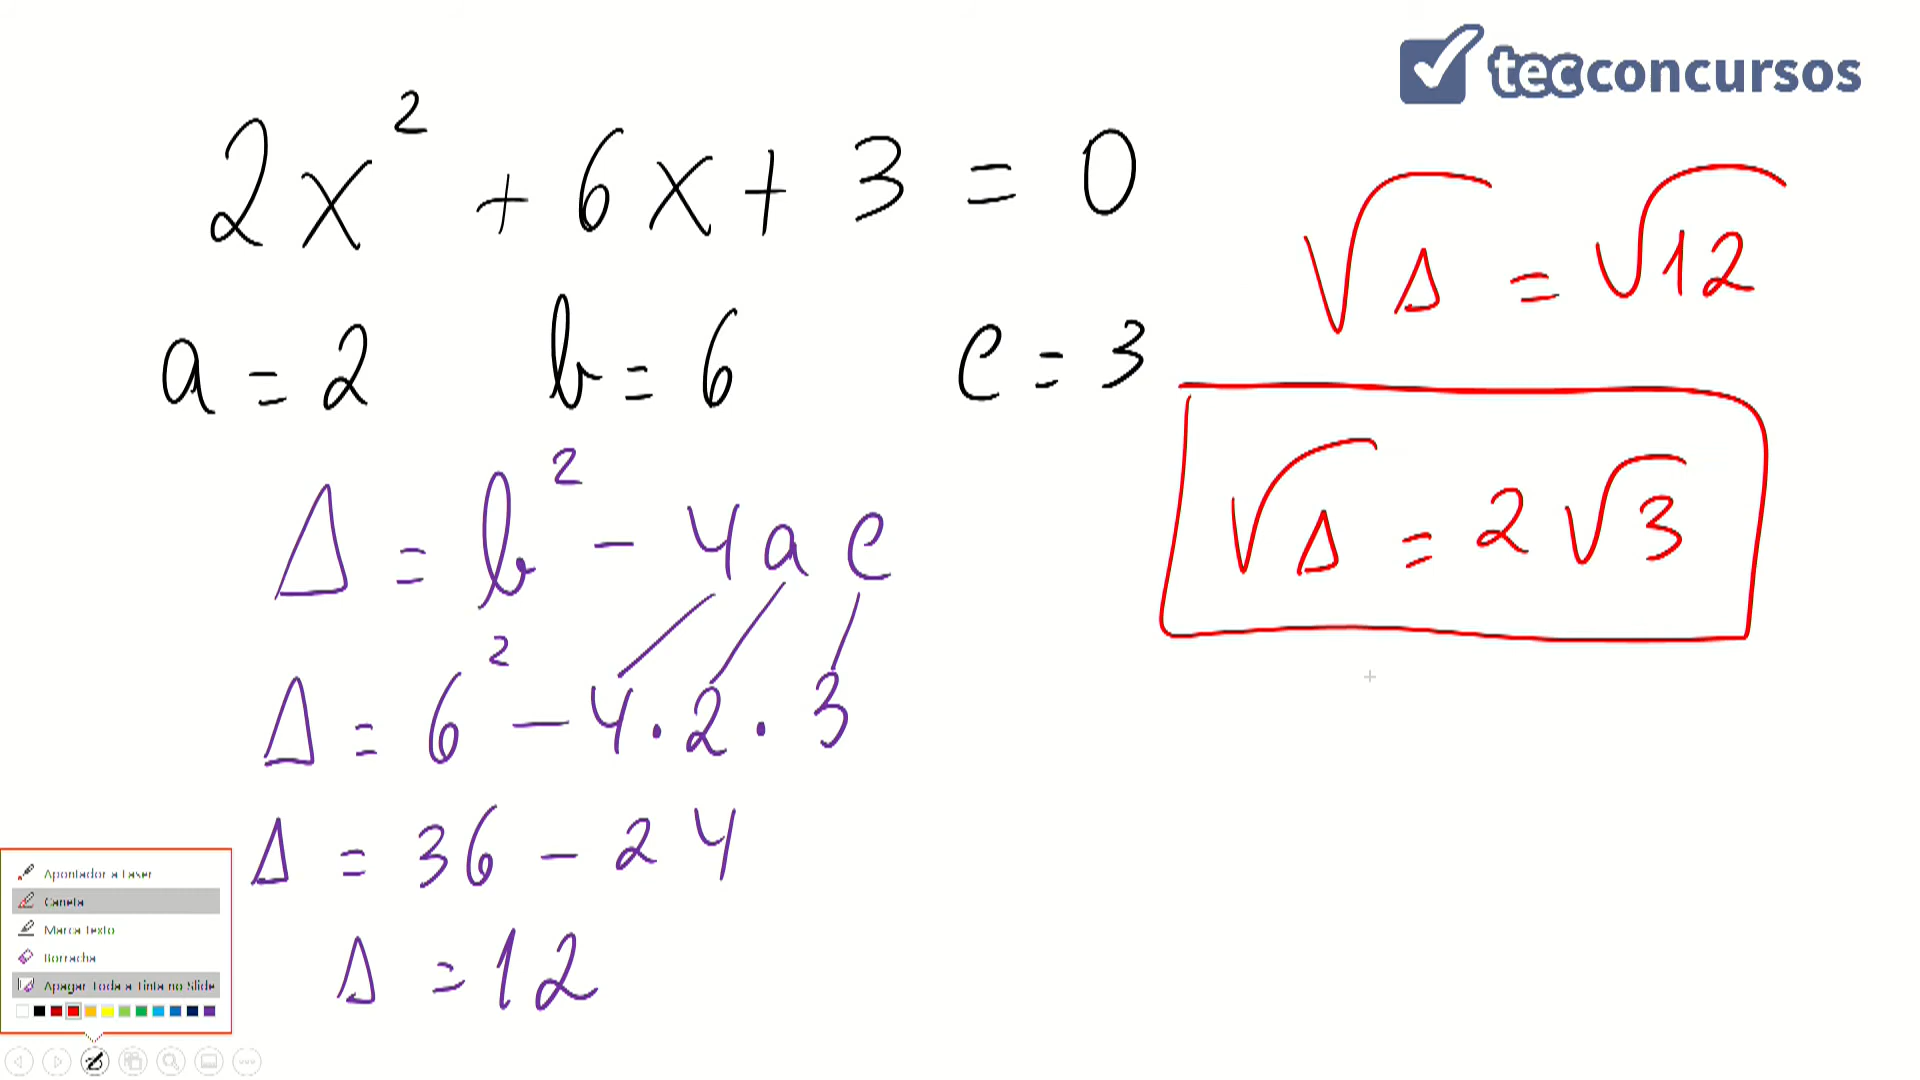 tecconcursos
2x² + 6x + 3 = 0
a = 2 b = 6 c = 3
Δ = b² - 4ac
Δ = 6² - 4 · 2 · 3
Δ = 36 - 24
Δ = 12
√Δ = √12
√Δ = 2√3
Apontador a Laser
Caneta
Marca Texto
Borracha
Apagar Toda a Tinta no Slide